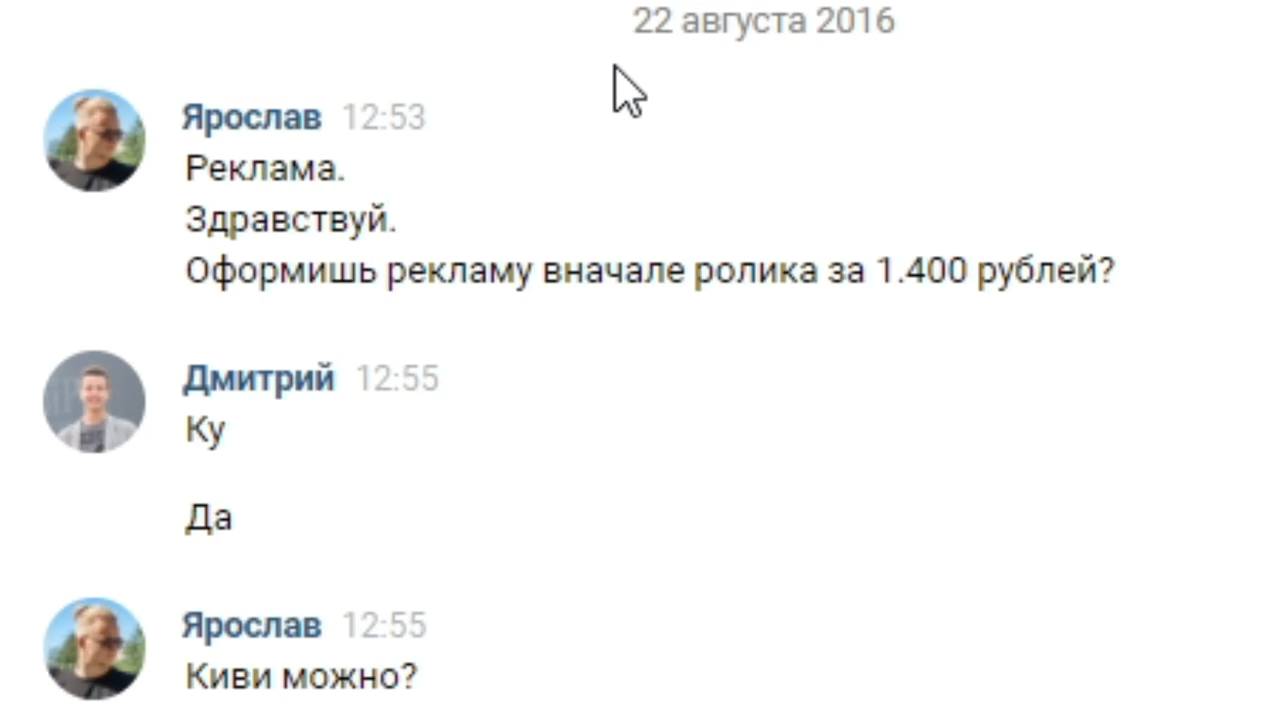 22 августа 2016
Ярослав 12:53
Реклама.
Здравствуй.
Оформишь рекламу вначале ролика за 1.400 рублей?
Дмитрий 12:55
Ку
Да
Ярослав 12:55
Киви можно?